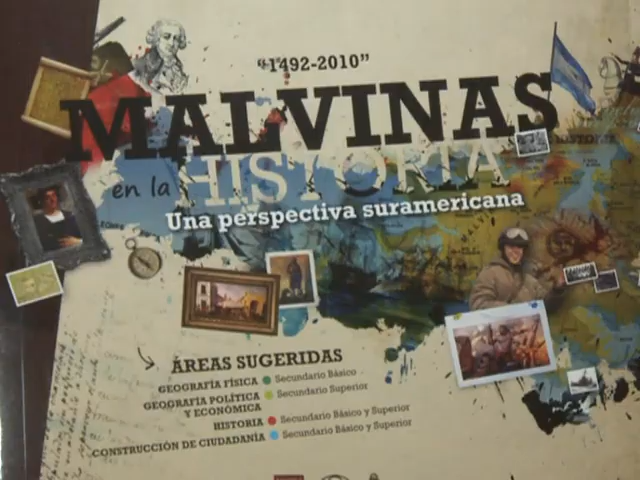 “1492-2010”
MALVINAS
en la HISTORIA
Una perspectiva suramericana
ÁREAS SUGERIDAS
GEOGRAFÍA FÍSICA Secundario Básico
GEOGRAFÍA POLÍTICA Secundario Superior
Y ECONÓMICA
HISTORIA Secundario Básico y Superior
CONSTRUCCIÓN DE CIUDADANÍA Secundario Básico y Superior